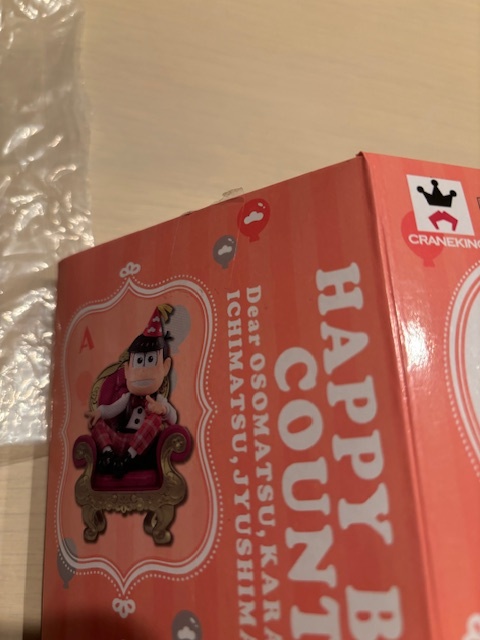 HAPPY B
COUNT
Dear OSOMATSU, KARA
ICHIMATSU, JYUSHIMA
A
CRANEKING